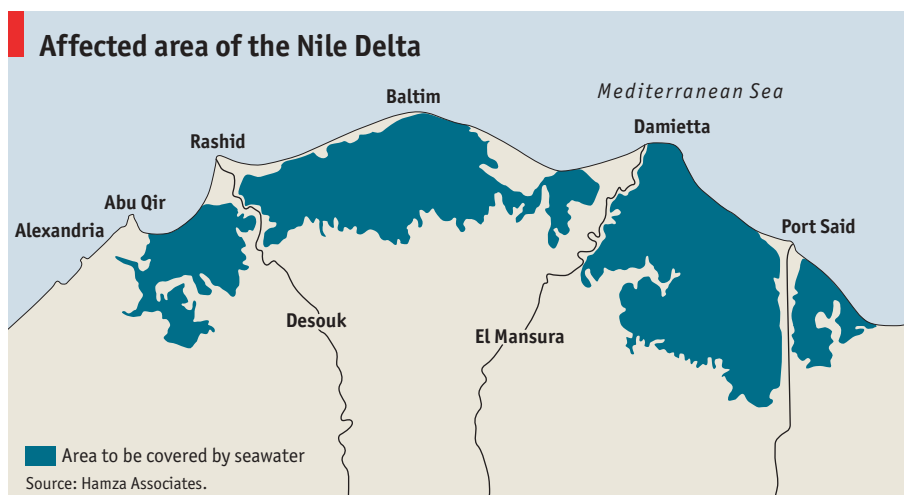 Affected area of the Nile Delta
Mediterranean Sea
Baltim
Damietta
Rashid
Abu Qir
Alexandria
Port Said
Desouk
El Mansura
Area to be covered by seawater
Source: Hamza Associates.